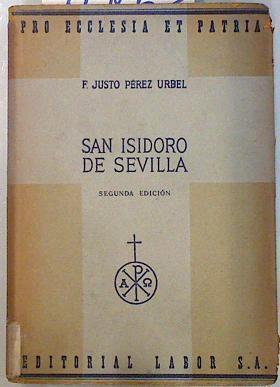 PRO ECCLESIA ET PATRIA
F. JUSTO PÉREZ URBEL
SAN ISIDORO
DE SEVILLA
SEGUNDA EDICIÓN
Α Ω
EDITORIAL LABOR S.A.